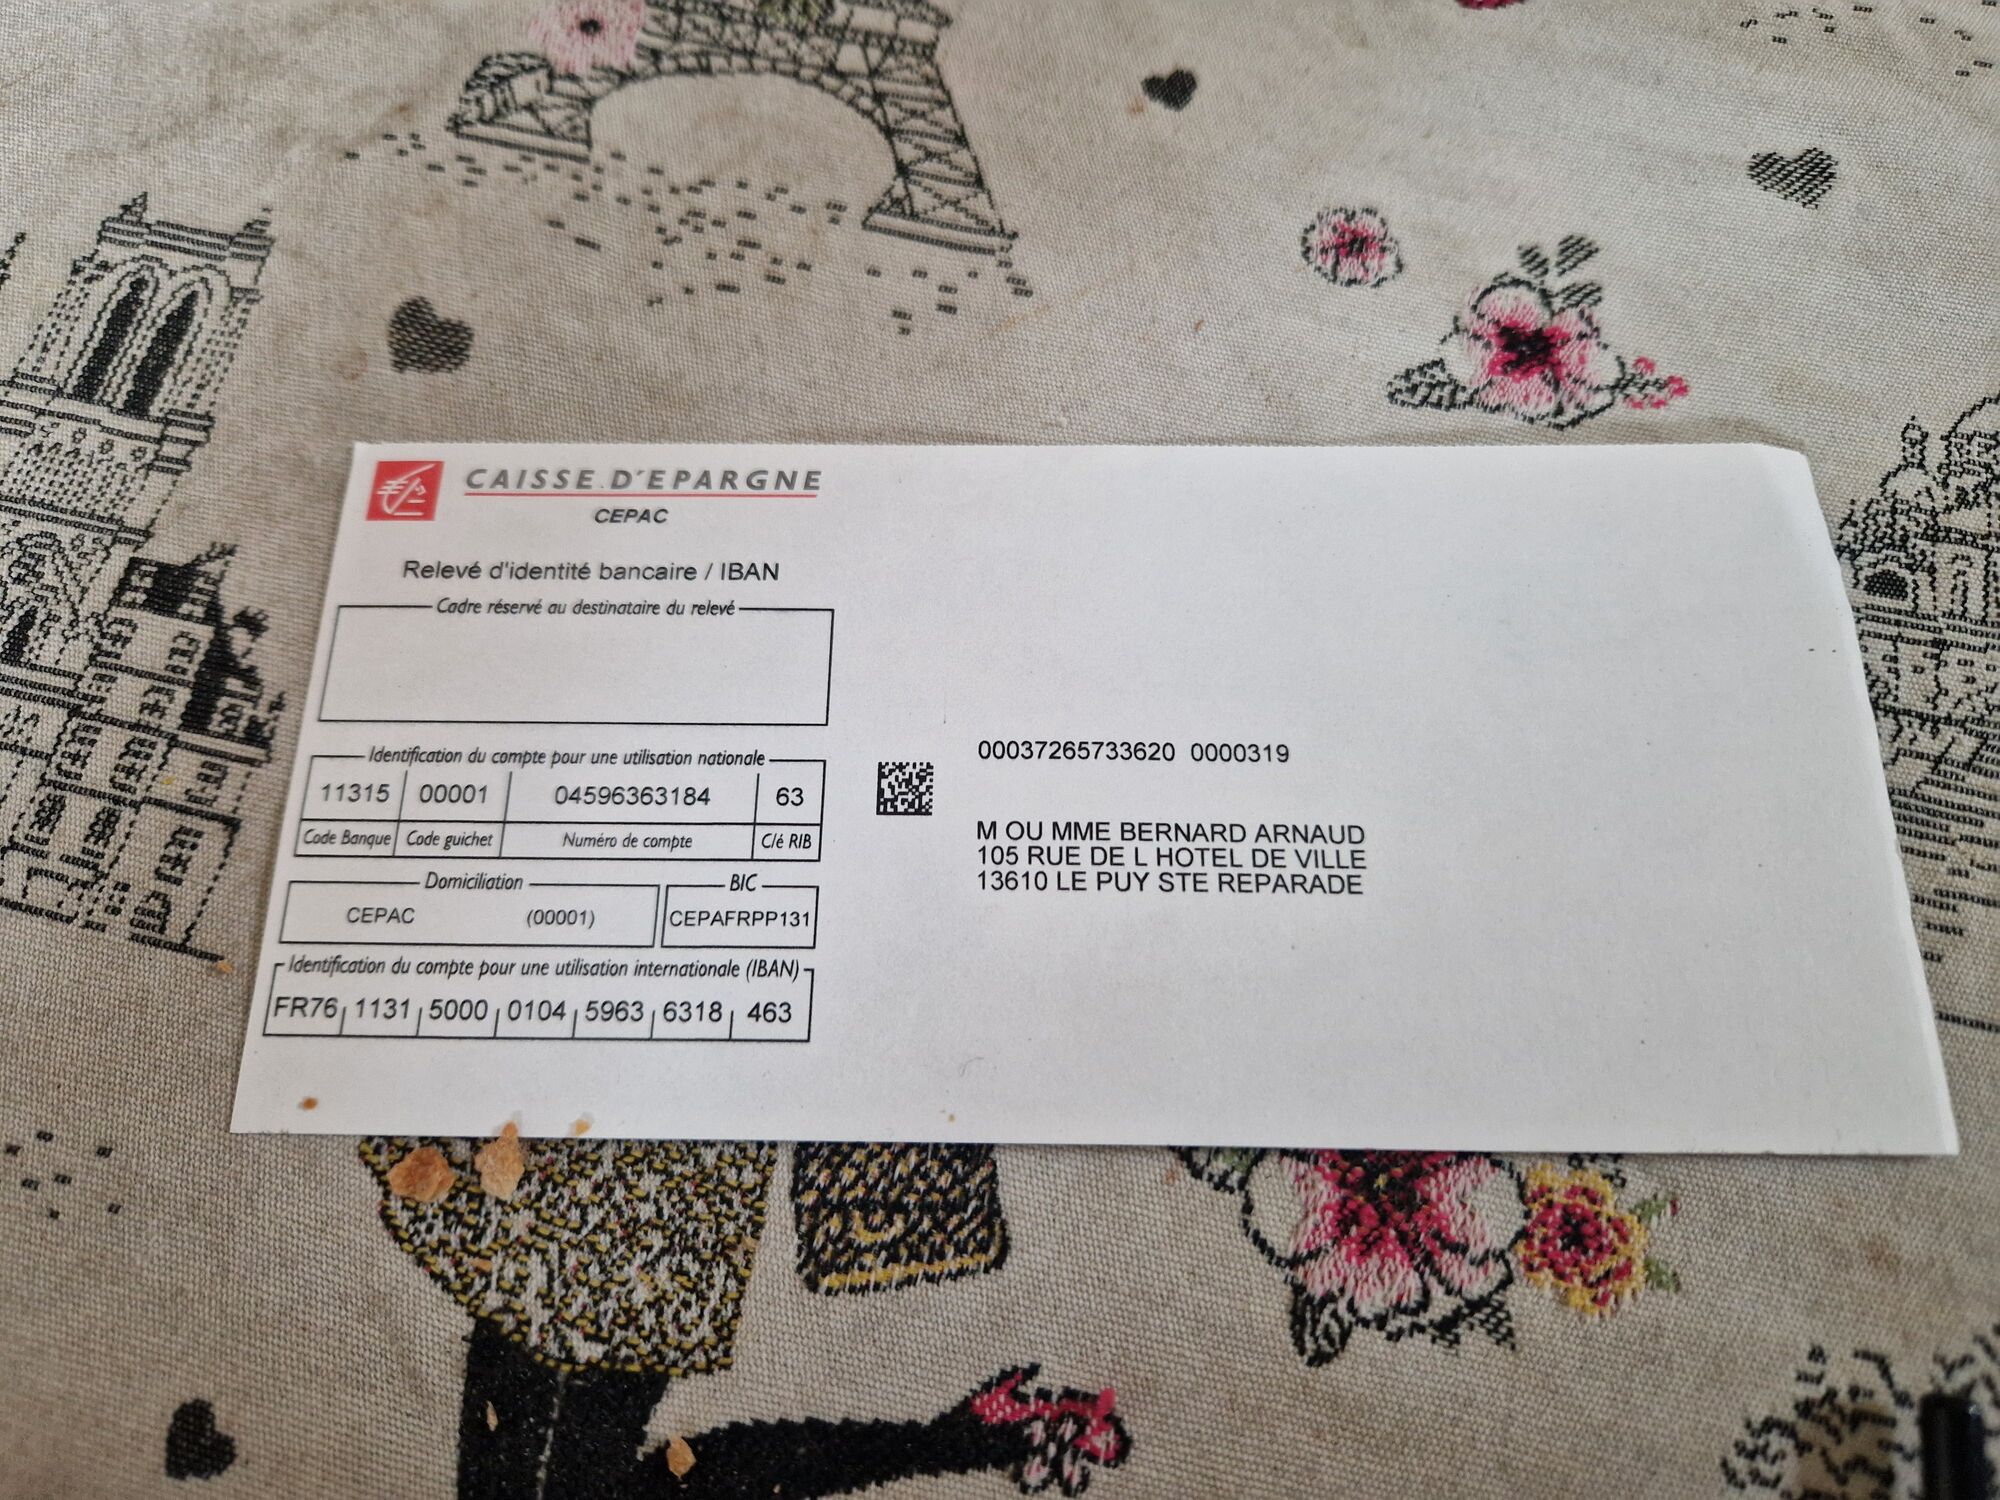 CAISSE D'EPARGNE
CEPAC
Relevé d'identité bancaire / IBAN
Cadre réservé au destinataire du relevé
Identification du compte pour une utilisation nationale
11315 00001 04596363184 63
Code Banque Code guichet Numéro de compte Clé RIB
Domiciliation BIC
CEPAC (00001) CEPAFRPP131
Identification du compte pour une utilisation internationale (IBAN)
FR76 1131 5000 0104 5963 6318 463
00037265733620 0000319
M OU MME BERNARD ARNAUD
105 RUE DE L HOTEL DE VILLE
13610 LE PUY STE REPARADE